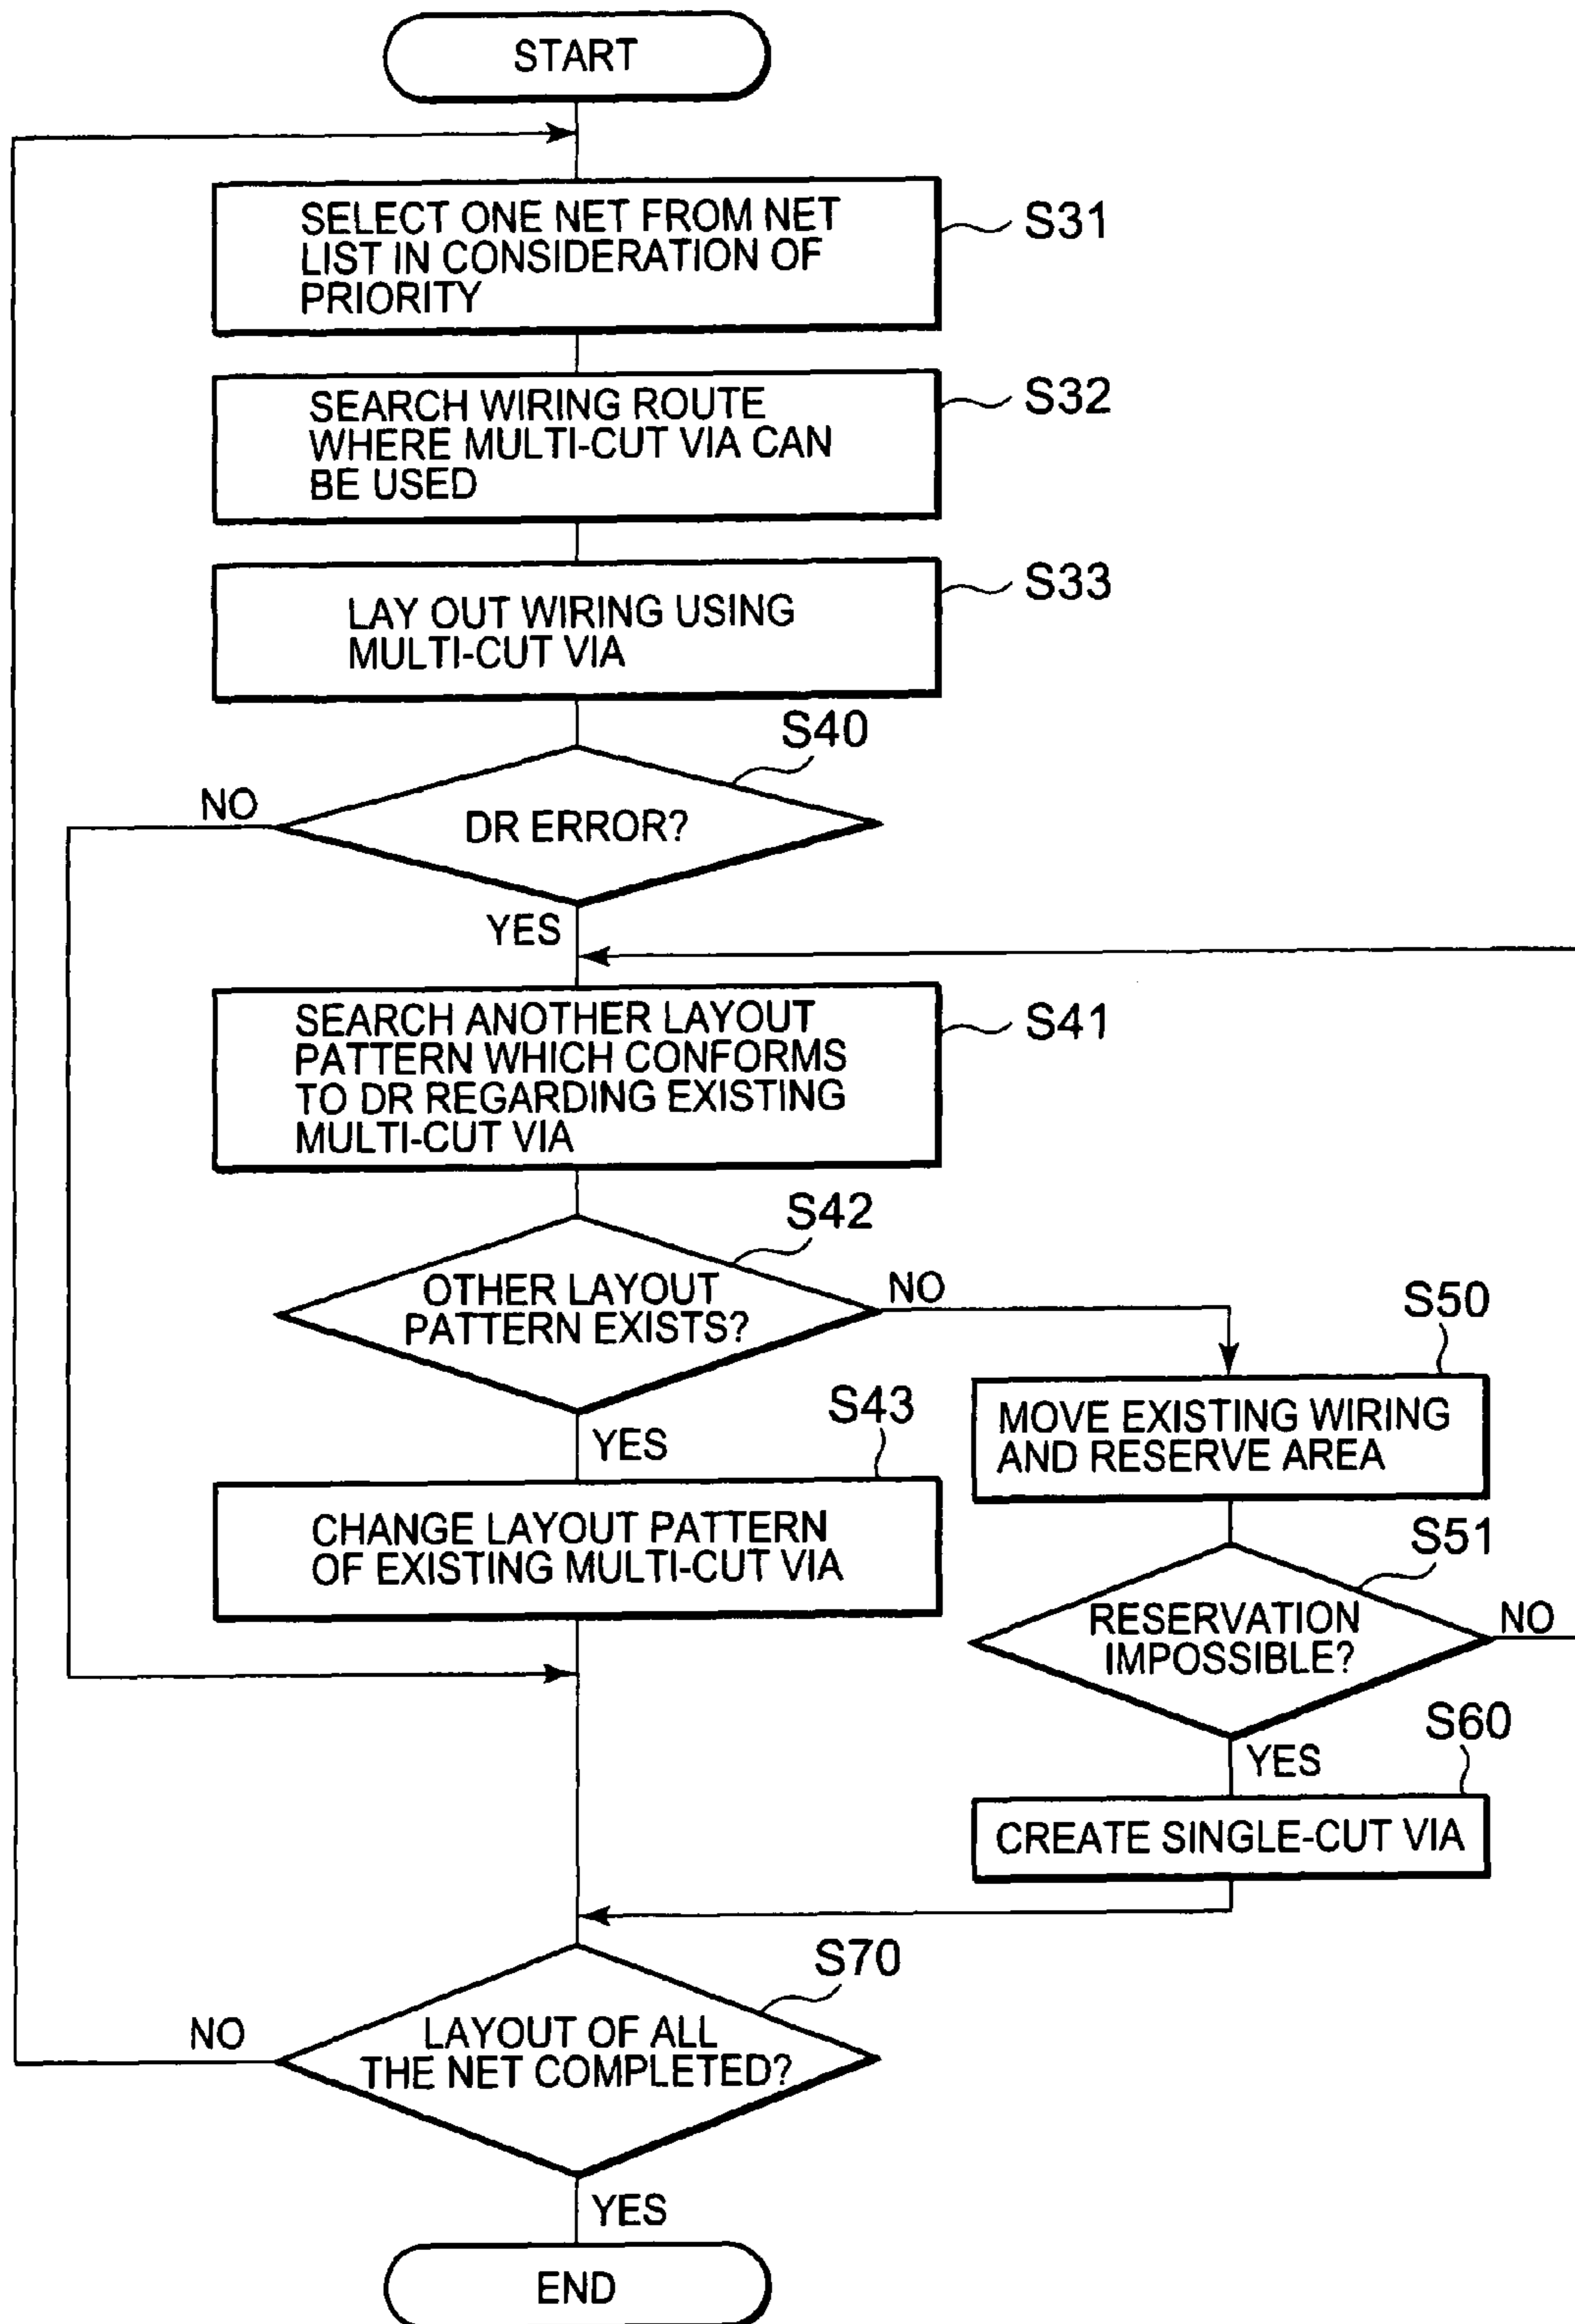 START
SELECT ONE NET FROM NET
LIST IN CONSIDERATION OF
PRIORITY
S31
SEARCH WIRING ROUTE
WHERE MULTI-CUT VIA CAN
BE USED
S32
LAY OUT WIRING USING
MULTI-CUT VIA
S33
S40
NO
DR ERROR?
YES
SEARCH ANOTHER LAYOUT
PATTERN WHICH CONFORMS
TO DR REGARDING EXISTING
MULTI-CUT VIA
S41
S42
OTHER LAYOUT
PATTERN EXISTS?
NO
YES
S43
CHANGE LAYOUT PATTERN
OF EXISTING MULTI-CUT VIA
S50
MOVE EXISTING WIRING
AND RESERVE AREA
S51
RESERVATION
IMPOSSIBLE?
NO
YES
S60
CREATE SINGLE-CUT VIA
S70
NO
LAYOUT OF ALL
THE NET COMPLETED?
YES
END